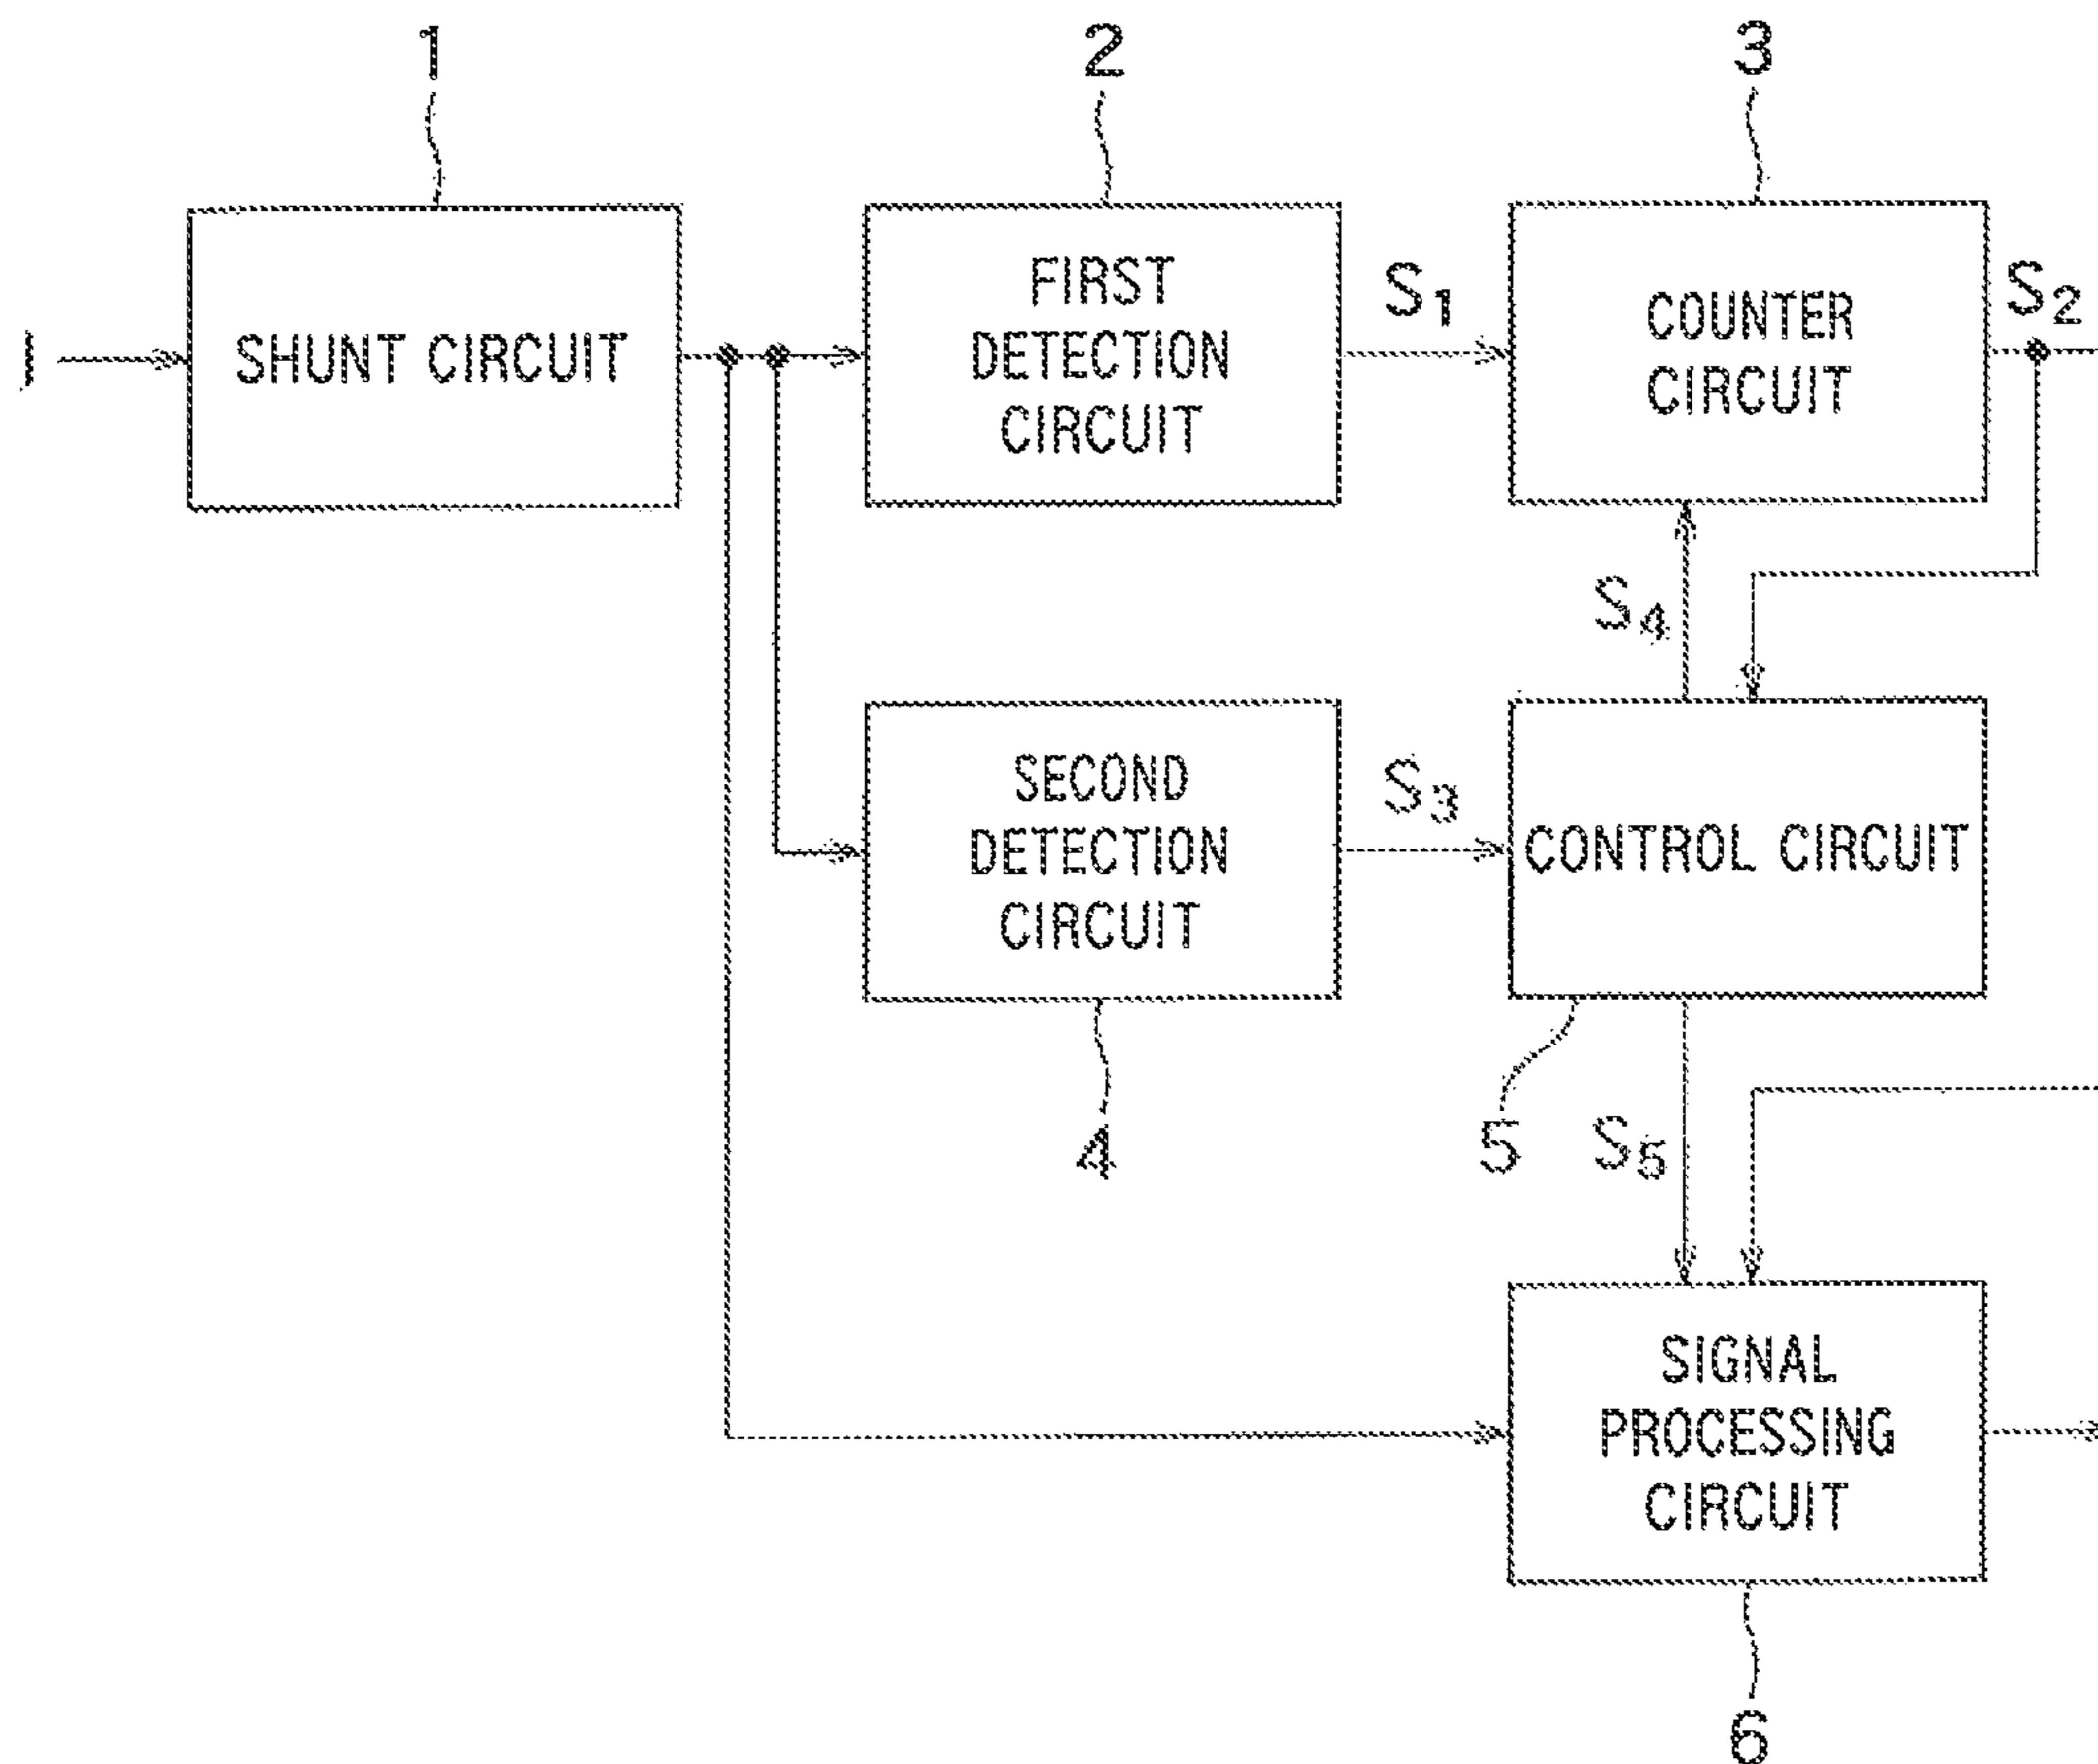 1
2
3
I
SHUNT CIRCUIT
FIRST
DETECTION
CIRCUIT
S1
COUNTER
CIRCUIT
S2
S4
SECOND
DETECTION
CIRCUIT
S3
CONTROL CIRCUIT
4
5
S5
SIGNAL
PROCESSING
CIRCUIT
6